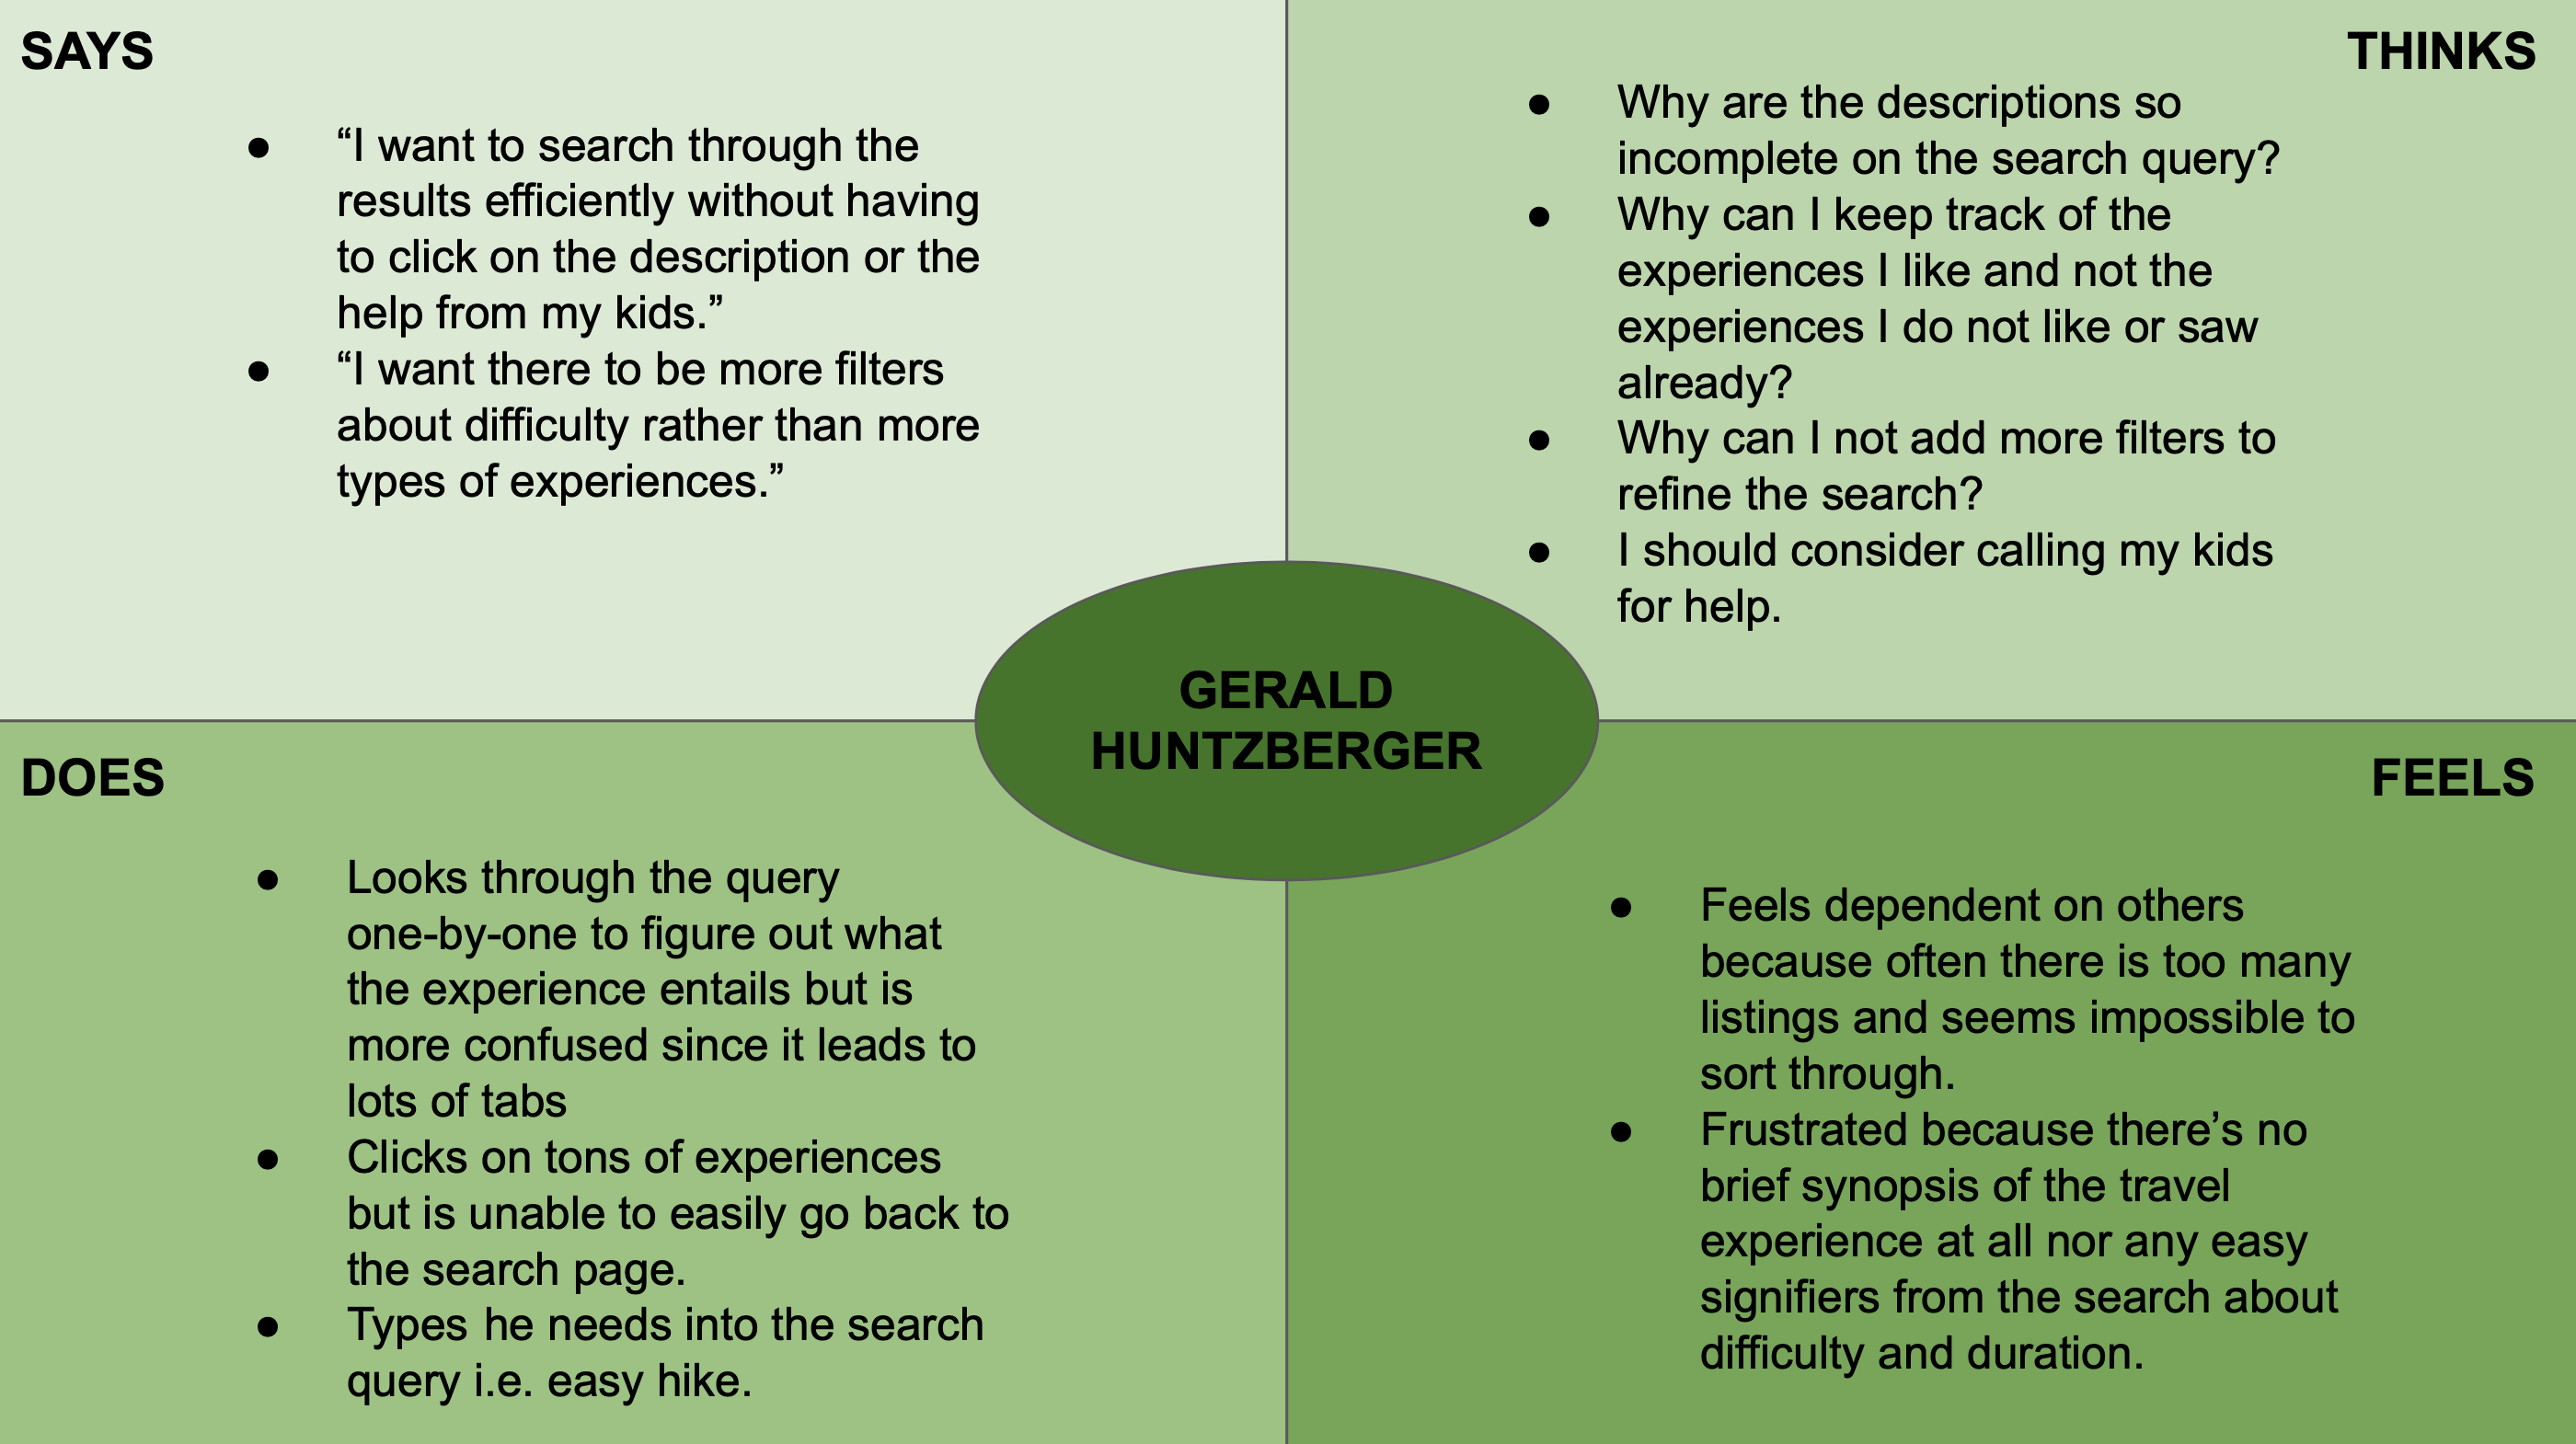 SAYS
● “I want to search through the
results efficiently without having
to click on the description or the
help from my kids.”
● “I want there to be more filters
about difficulty rather than more
types of experiences.”
THINKS
● Why are the descriptions so
incomplete on the search query?
● Why can I keep track of the
experiences I like and not the
experiences I do not like or saw
already?
● Why can I not add more filters to
refine the search?
● I should consider calling my kids
for help.
GERALD
HUNTZBERGER
DOES
● Looks through the query
one-by-one to figure out what
the experience entails but is
more confused since it leads to
lots of tabs
● Clicks on tons of experiences
but is unable to easily go back to
the search page.
● Types he needs into the search
query i.e. easy hike.
FEELS
● Feels dependent on others
because often there is too many
listings and seems impossible to
sort through.
● Frustrated because there’s no
brief synopsis of the travel
experience at all nor any easy
signifiers from the search about
difficulty and duration.